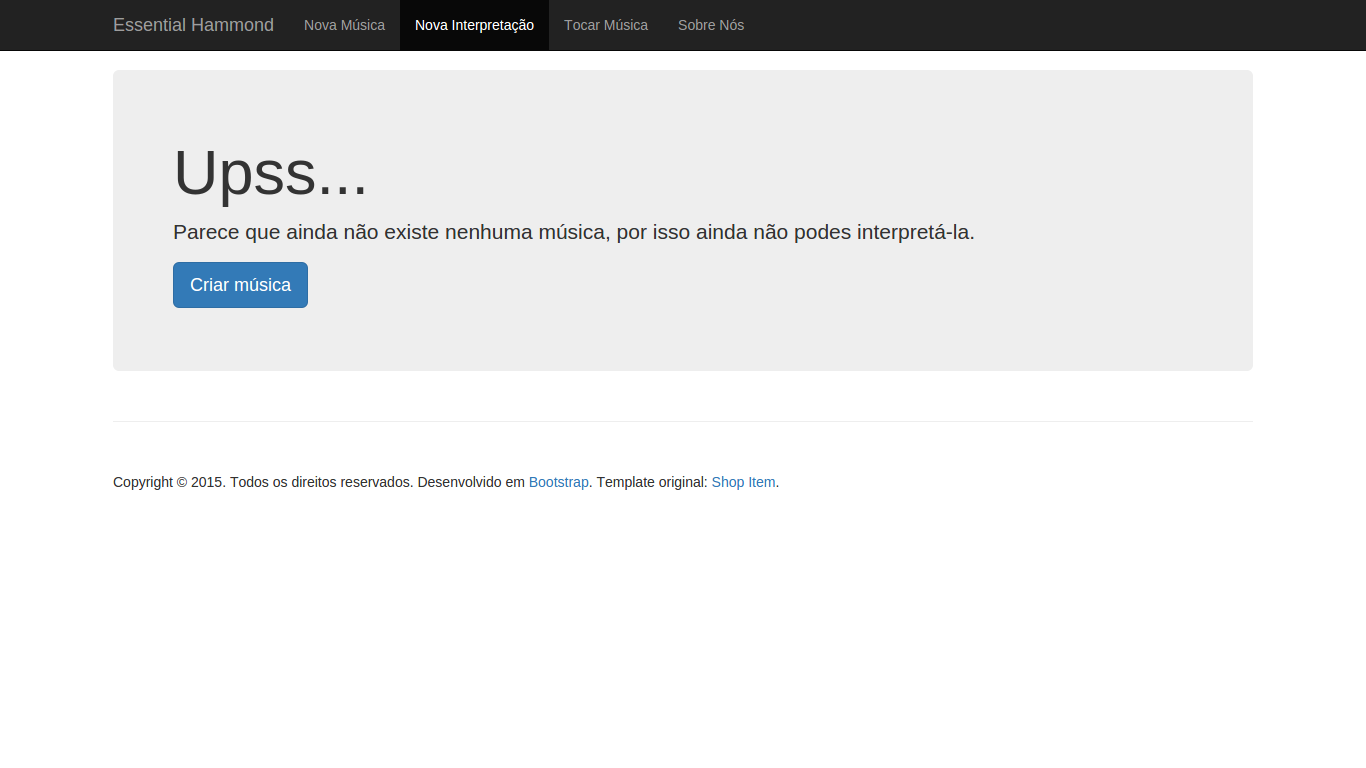 Essential Hammond Nova Música Nova Interpretação Tocar Música Sobre Nós
Upss...
Parece que ainda não existe nenhuma música, por isso ainda não podes interpretá-la.
Criar música
Copyright © 2015. Todos os direitos reservados. Desenvolvido em Bootstrap. Template original: Shop Item.